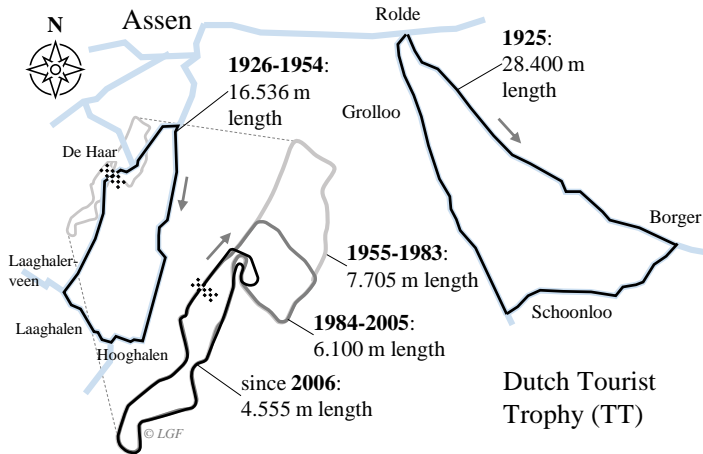 N
Assen
Rolde
1926-1954:
16.536 m
length
1925:
28.400 m
length
Grolloo
De Haar
Borger
Laaghaler-
veen
1955-1983:
7.705 m length
Laaghalen
1984-2005:
6.100 m length
Schoonloo
Hooghalen
since 2006:
4.555 m length
Dutch Tourist
Trophy (TT)
© LGF